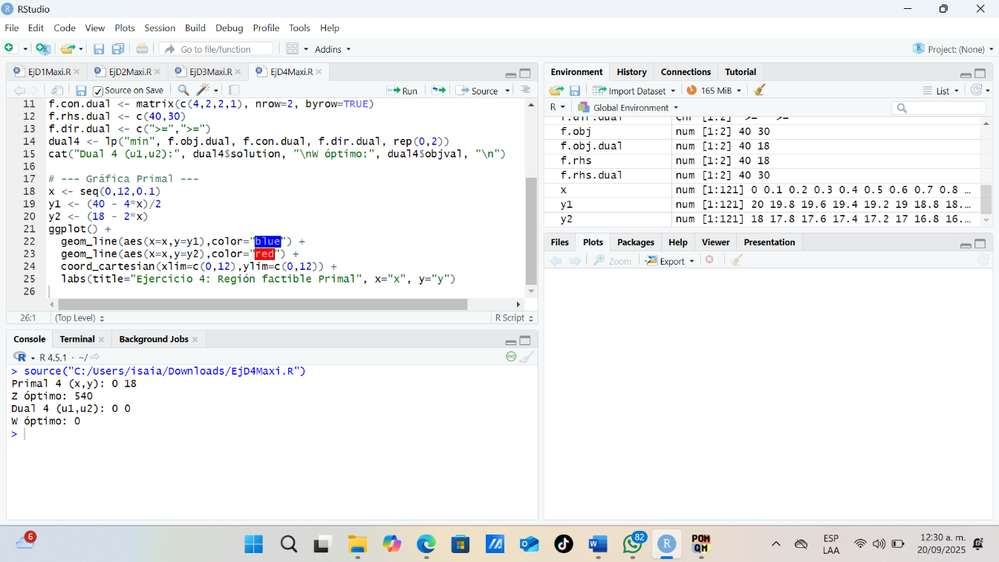 RStudio
File Edit Code View Plots Session Build Debug Profile Tools Help
Go to file/function Addins Project: (None)
EjD1Maxi.R EjD2Maxi.R EjD3Maxi.R EjD4Maxi.R
Source on Save Run Source
11 f.con.dual <- matrix(c(4,2,2,1), nrow=2, byrow=TRUE)
12 f.rhs.dual <- c(40,30)
13 f.dir.dual <- c(">=",">=")
14 dual4 <- lp("min", f.obj.dual, f.con.dual, f.dir.dual, rep(0,2))
15 cat("Dual 4 (u1,u2):", dual4$solution, "\nW óptimo:", dual4$objval, "\n")
16
17 # --- Gráfica Primal ---
18 x <- seq(0,12,0.1)
19 y1 <- (40 - 4*x)/2
20 y2 <- (18 - 2*x)
21 ggplot() +
22 geom_line(aes(x=x,y=y1),color="blue") +
23 geom_line(aes(x=x,y=y2),color="red") +
24 coord_cartesian(xlim=c(0,12),ylim=c(0,12)) +
25 labs(title="Ejercicio 4: Región factible Primal", x="x", y="y")
26
26:1 (Top Level) R Script
Console Terminal Background Jobs
R 4.5.1 · ~/
> source("C:/Users/isaia/Downloads/EjD4Maxi.R")
Primal 4 (x,y): 0 18
Z óptimo: 540
Dual 4 (u1,u2): 0 0
W óptimo: 0
>
Environment History Connections Tutorial
Import Dataset 165 MiB List
R Global Environment
f.dir.dual chr [1:2] ">=" ">="
f.obj num [1:2] 40 30
f.obj.dual num [1:2] 40 18
f.rhs num [1:2] 40 18
f.rhs.dual num [1:2] 40 30
x num [1:121] 0 0.1 0.2 0.3 0.4 0.5 0.6 0.7 0.8 …
y1 num [1:121] 20 19.8 19.6 19.4 19.2 19 18.8 18.…
y2 num [1:121] 18 17.8 17.6 17.4 17.2 17 16.8 16.…
Files Plots Packages Help Viewer Presentation
Zoom Export
6
82
POM
QM
ESP
LAA
12:30 a. m.
20/09/2025